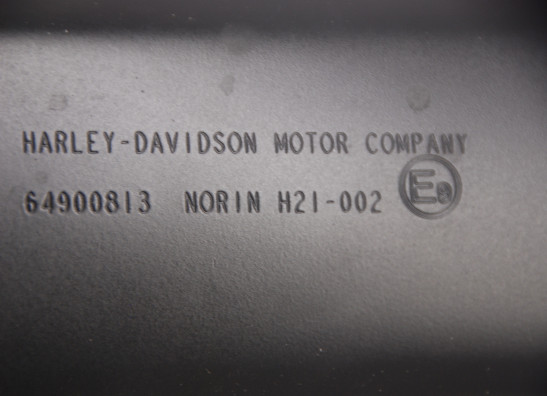 HARLEY-DAVIDSON MOTOR COMPANY
64900813 NORIN H21-002